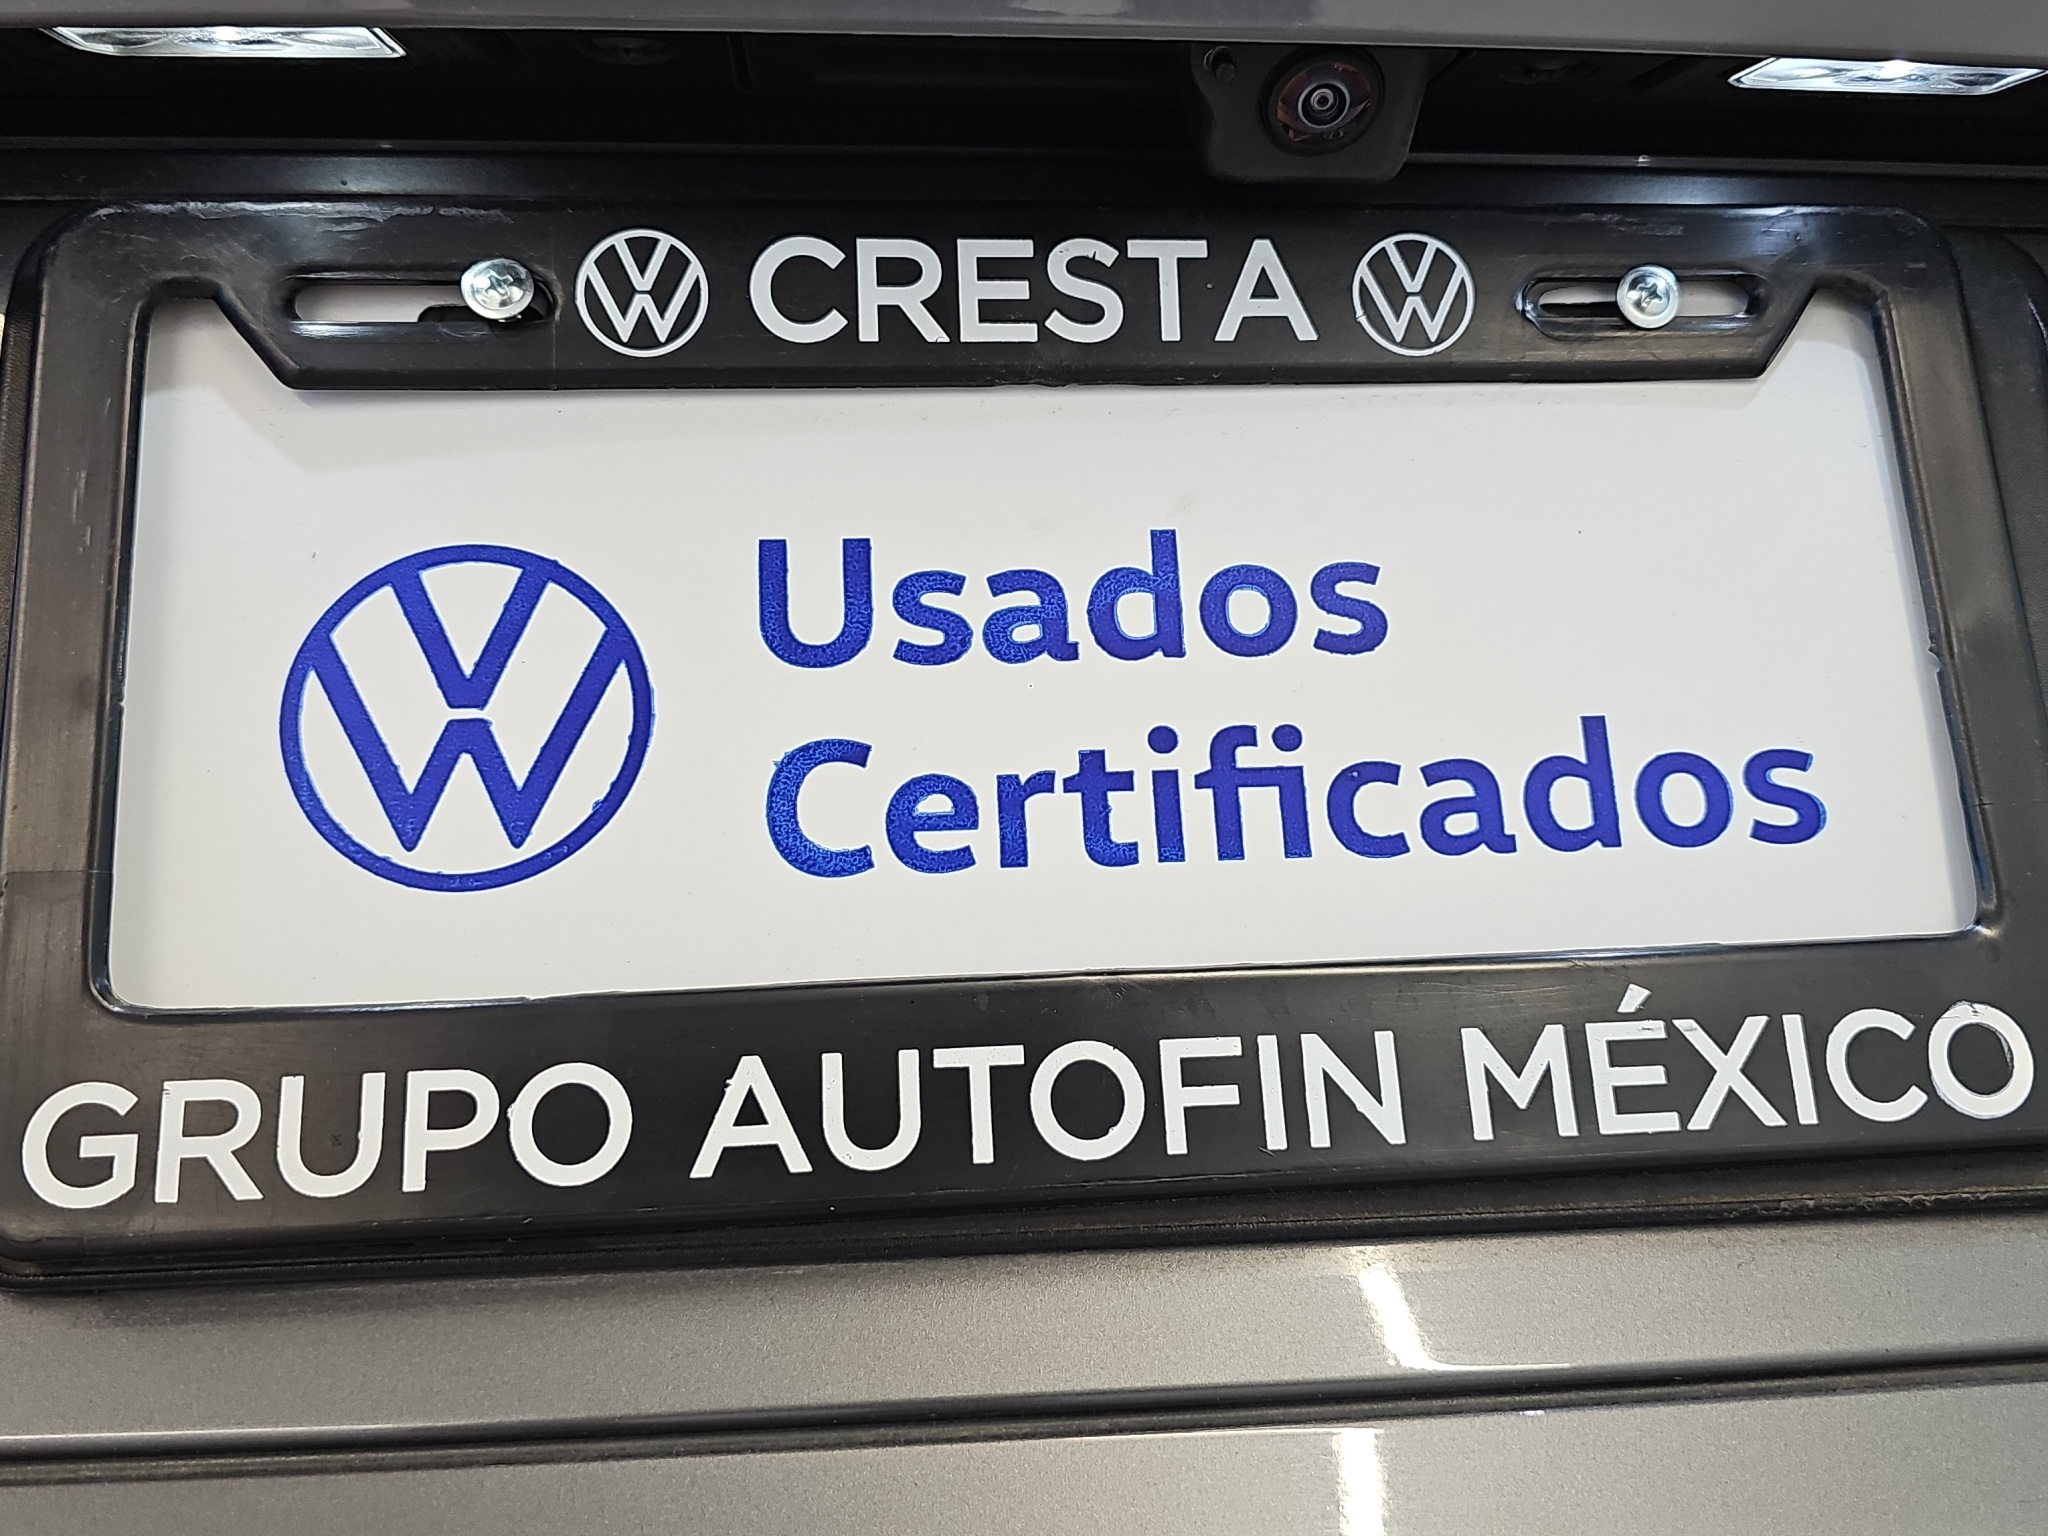 CRESTA
Usados
Certificados
GRUPO AUTOFIN MÉXICO